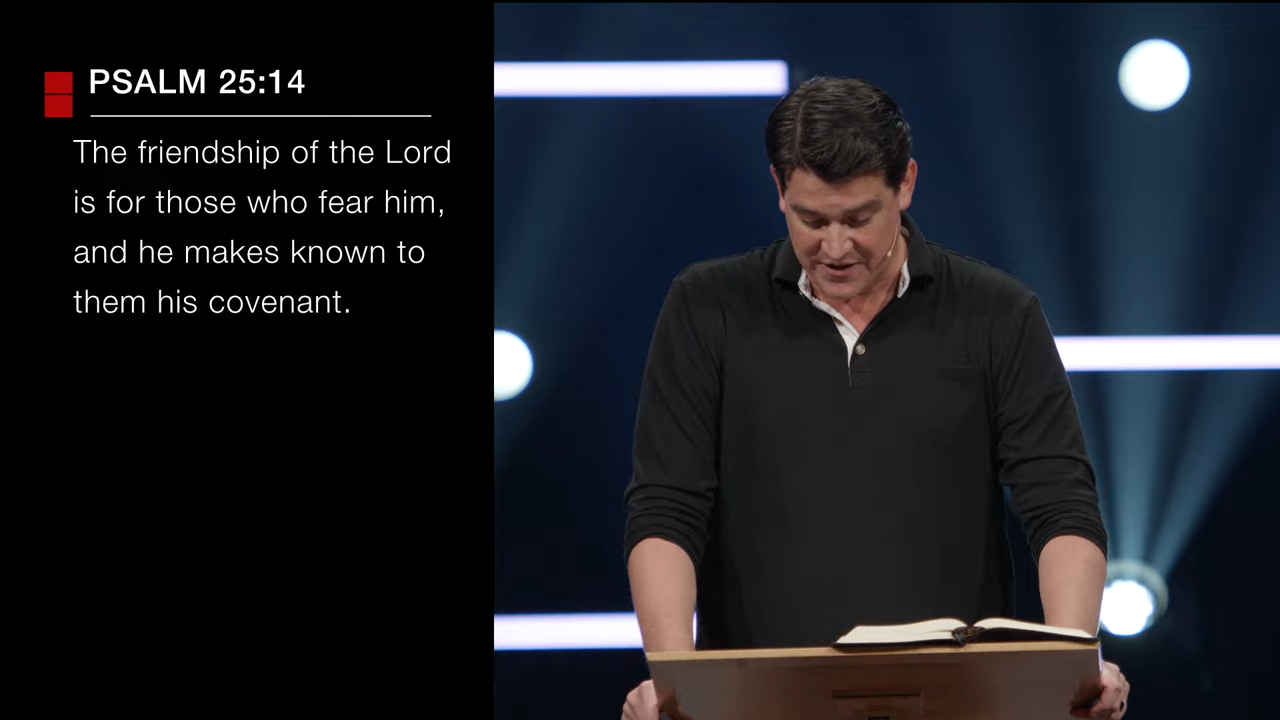 PSALM 25:14
The friendship of the Lord
is for those who fear him,
and he makes known to
them his covenant.